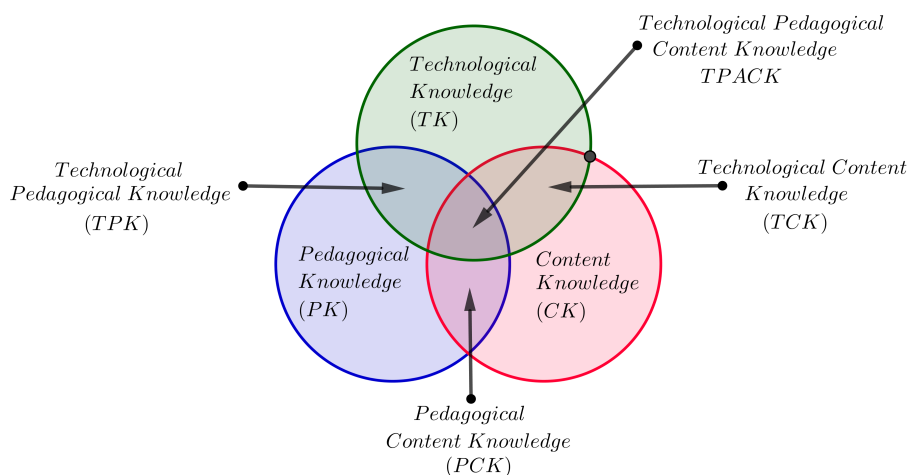 Technological Pedagogical
Content Knowledge
TPACK
Technological
Knowledge
(TK)
Technological
Pedagogical Knowledge
(TPK)
Technological Content
Knowledge
(TCK)
Pedagogical
Knowledge
(PK)
Content
Knowledge
(CK)
Pedagogical
Content Knowledge
(PCK)